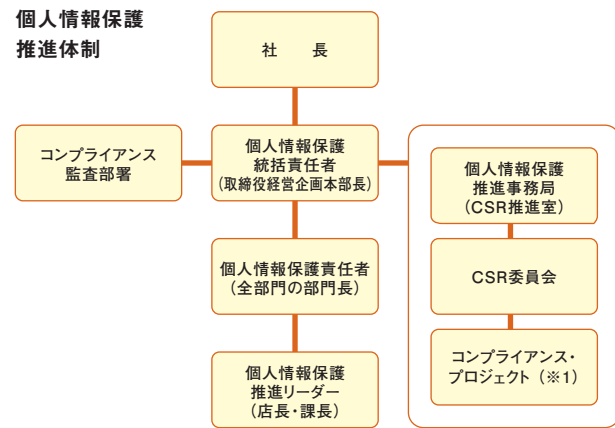 個人情報保護
推進体制
社　長
コンプライアンス
監査部署
個人情報保護
統括責任者
（取締役経営企画本部長）
個人情報保護
推進事務局
（CSR推進室）
個人情報保護責任者
（全部門の部門長）
CSR委員会
個人情報保護
推進リーダー
（店長・課長）
コンプライアンス・
プロジェクト（※1）